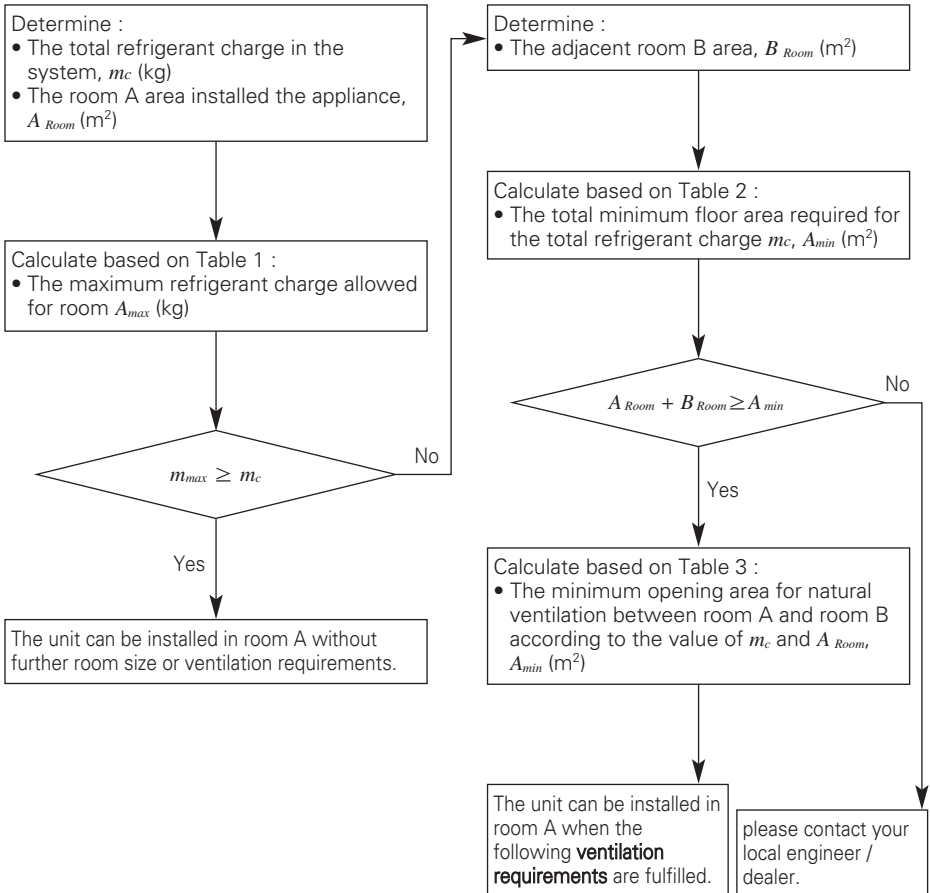 Determine :
• The total refrigerant charge in the
system, mc (kg)
• The room A area installed the appliance,
A Room (m²)
Calculate based on Table 1 :
• The maximum refrigerant charge allowed
for room Amax (kg)
mmax ≥ mc
No
Yes
The unit can be installed in room A without
further room size or ventilation requirements.
Determine :
• The adjacent room B area, B Room (m²)
Calculate based on Table 2 :
• The total minimum floor area required for
the total refrigerant charge mc, Amin (m²)
A Room + B Room ≥ A min
No
Yes
Calculate based on Table 3 :
• The minimum opening area for natural
ventilation between room A and room B
according to the value of mc and A Room,
Amin (m²)
The unit can be installed in
room A when the
following ventilation
requirements are fulfilled.
please contact your
local engineer /
dealer.